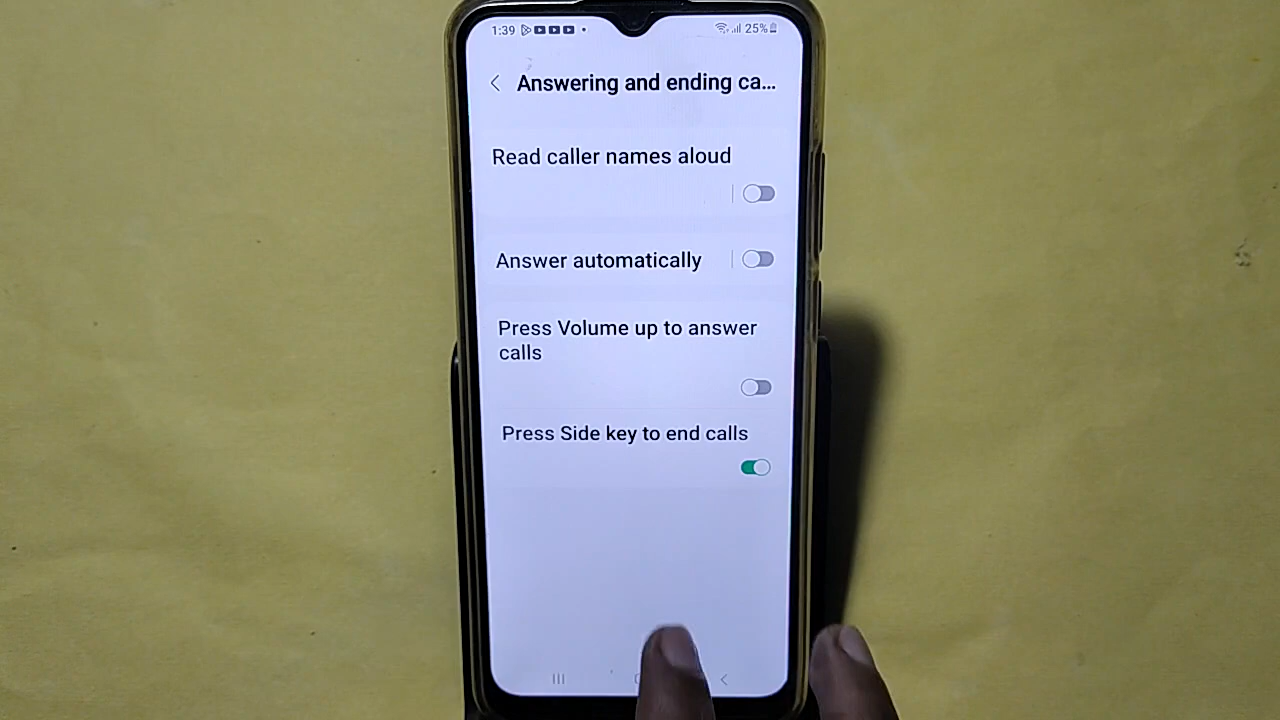 1:39
25%
Answering and ending ca...
Read caller names aloud
Answer automatically
Press Volume up to answer
calls
Press Side key to end calls